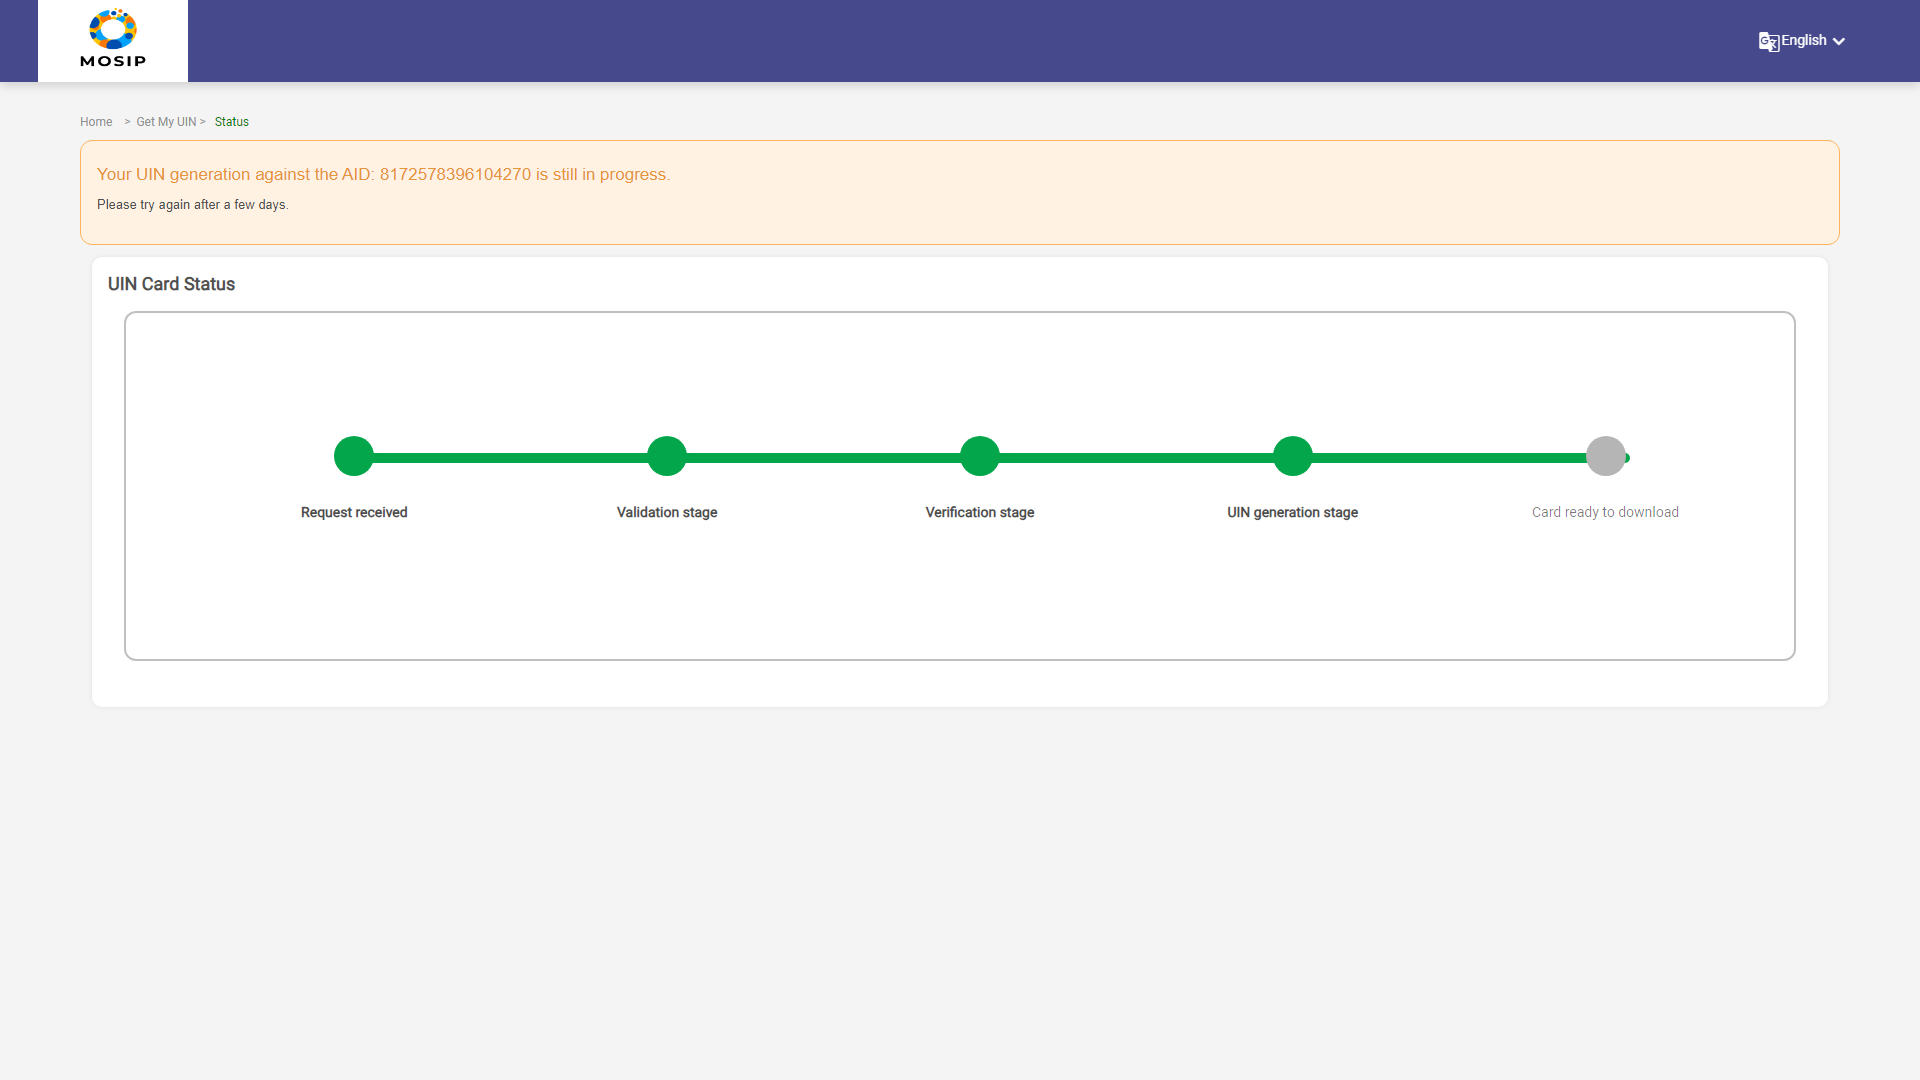 MOSIP
English
Home > Get My UIN > Status
Your UIN generation against the AID: 8172578396104270 is still in progress.
Please try again after a few days.
UIN Card Status
Request received
Validation stage
Verification stage
UIN generation stage
Card ready to download